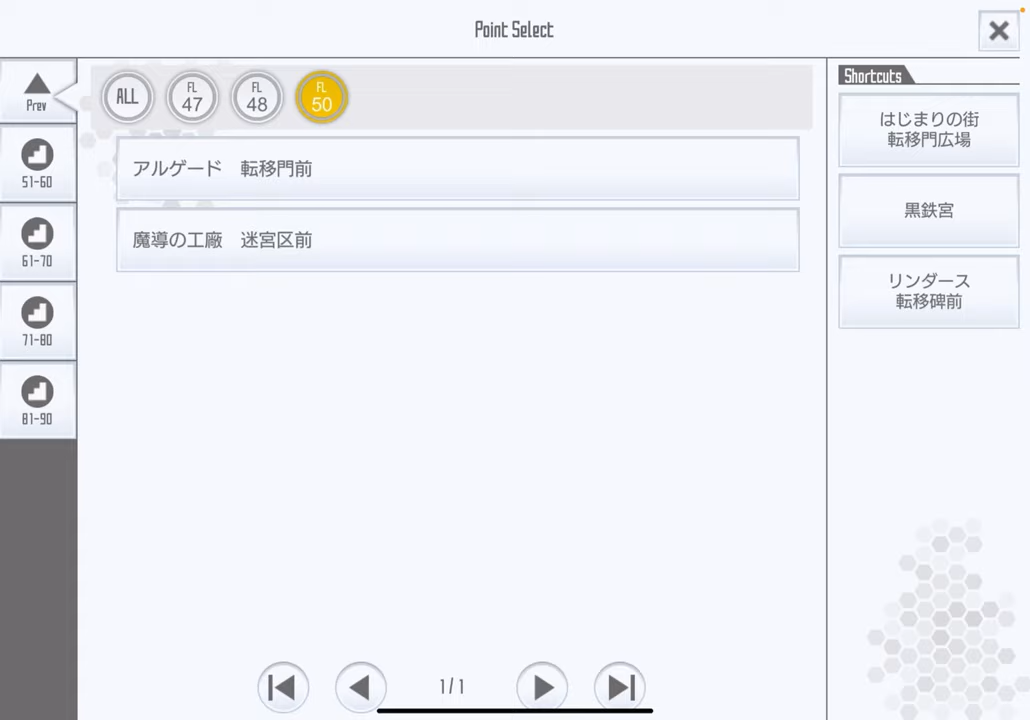 Point Select
Prev
51-60
61-70
71-80
81-90
ALL
FL
47
FL
48
FL
50
アルゲード　転移門前
魔導の工廠　迷宮区前
1/1
Shortcuts
はじまりの街
転移門広場
黒鉄宮
リンダース
転移碑前